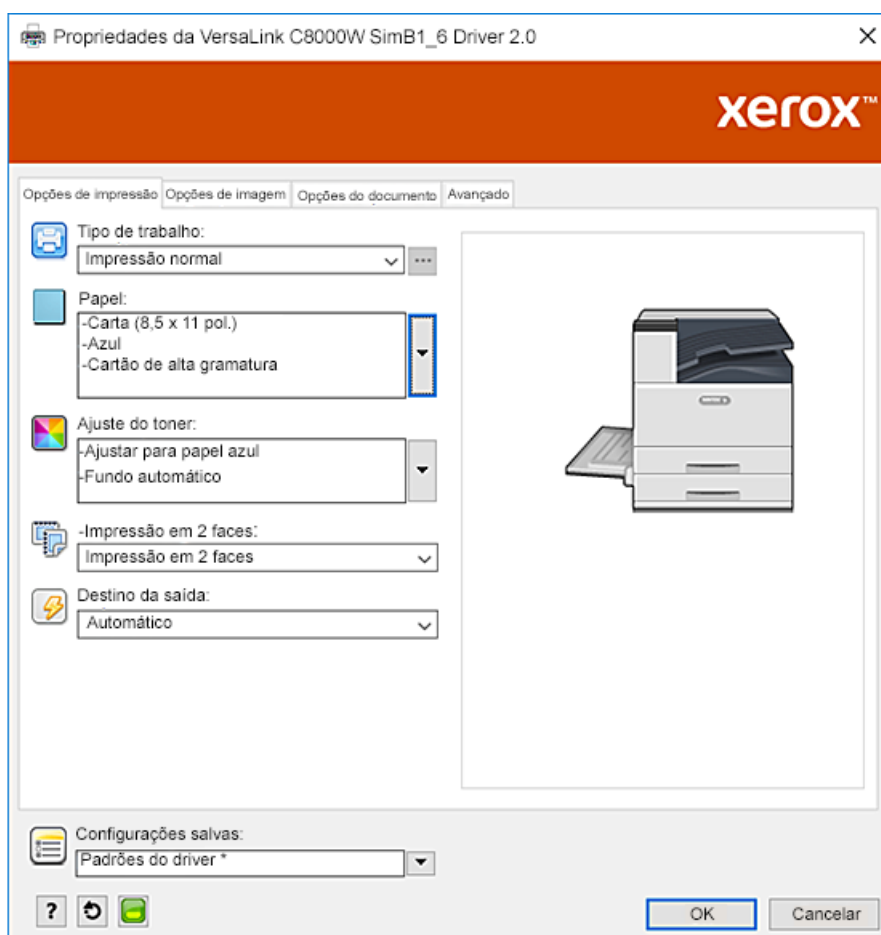 Propriedades da VersaLink C8000W SimB1_6 Driver 2.0
xerox™
Opções de impressão Opções de imagem Opções do documento Avançado
Tipo de trabalho:
Impressão normal
...
Papel:
-Carta (8,5 x 11 pol.)
-Azul
-Cartão de alta gramatura
Ajuste do toner:
-Ajustar para papel azul
-Fundo automático
-Impressão em 2 faces:
Impressão em 2 faces
Destino da saída:
Automático
Configurações salvas:
Padrões do driver *
?
OK Cancelar